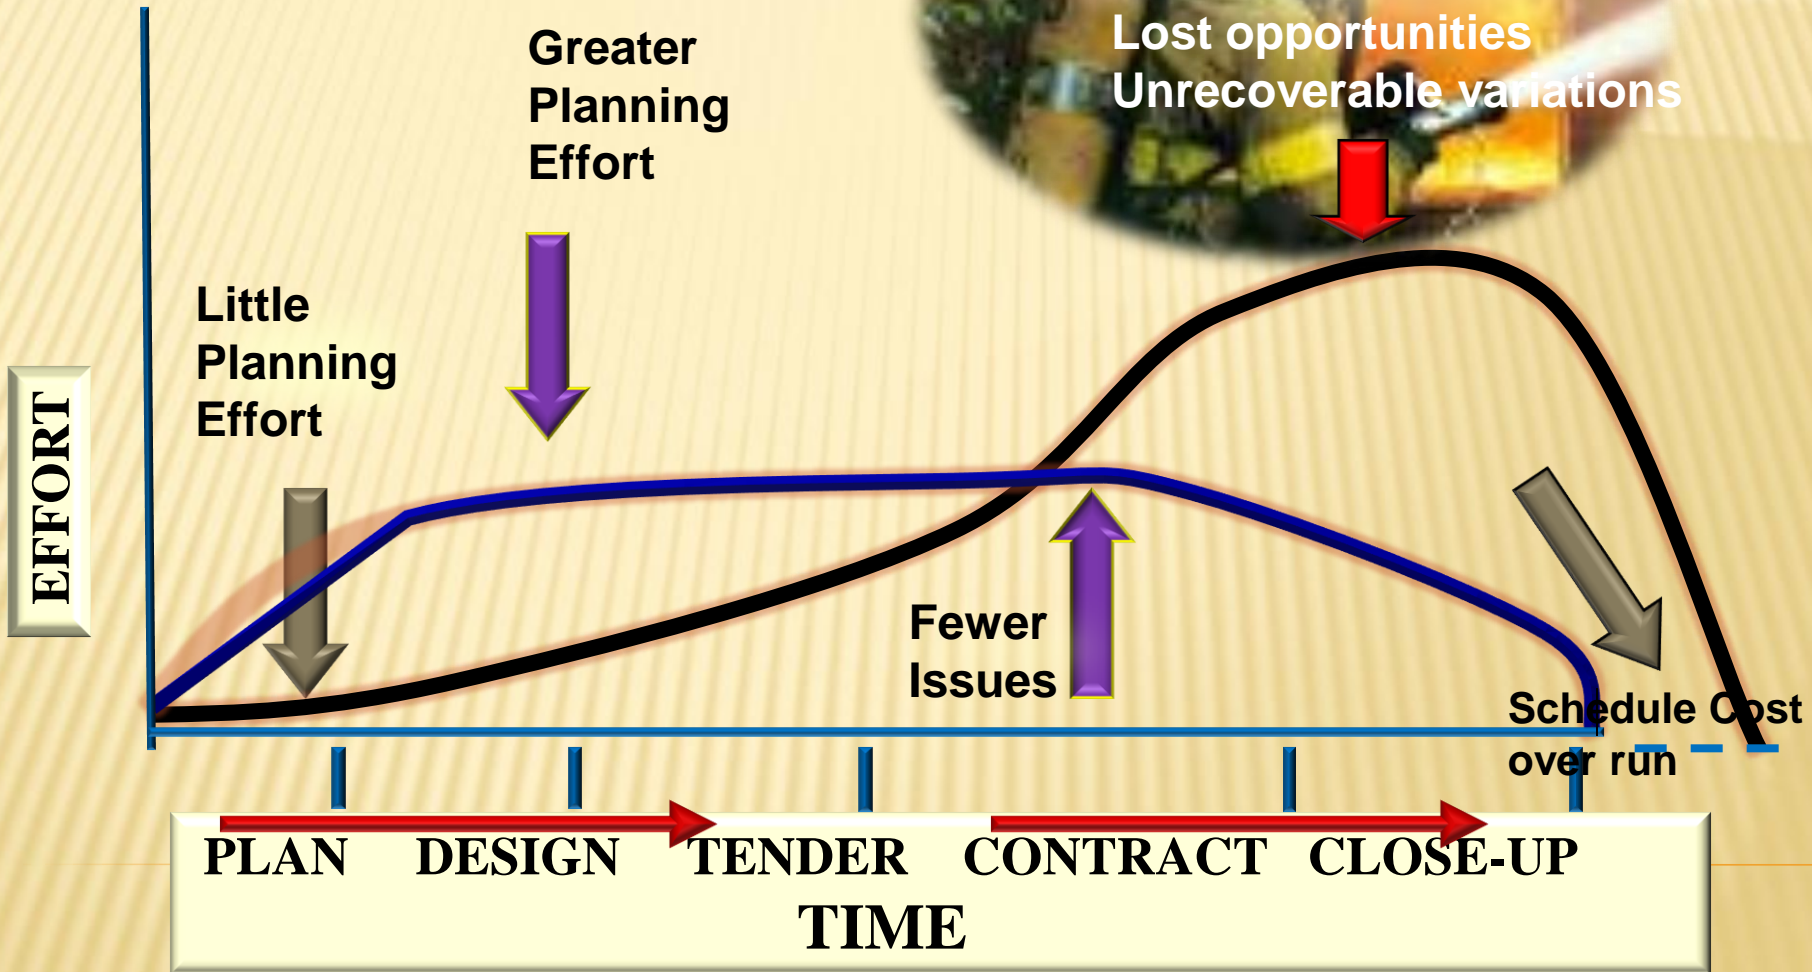 Lost opportunities
Unrecoverable variations
Greater
Planning
Effort
Little
Planning
Effort
EFFORT
Fewer
Issues
Schedule Cost
over run
PLAN DESIGN TENDER CONTRACT CLOSE-UP
TIME